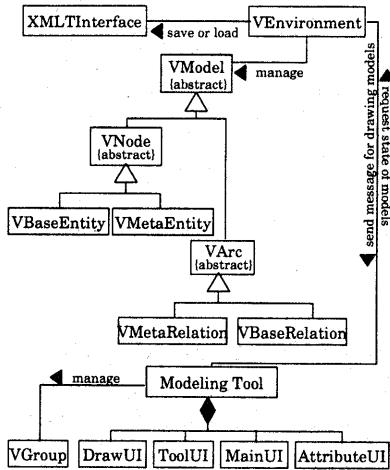 XMLTInterface
VEnvironment
save or load
VModel
{abstract}
manage
send message for drawing models
request state of models
VNode
{abstract}
VBaseEntity
VMetaEntity
VArc
{abstract}
VMetaRelation
VBaseRelation
manage
Modeling Tool
VGroup
DrawUI
ToolUI
MainUI
AttributeUI